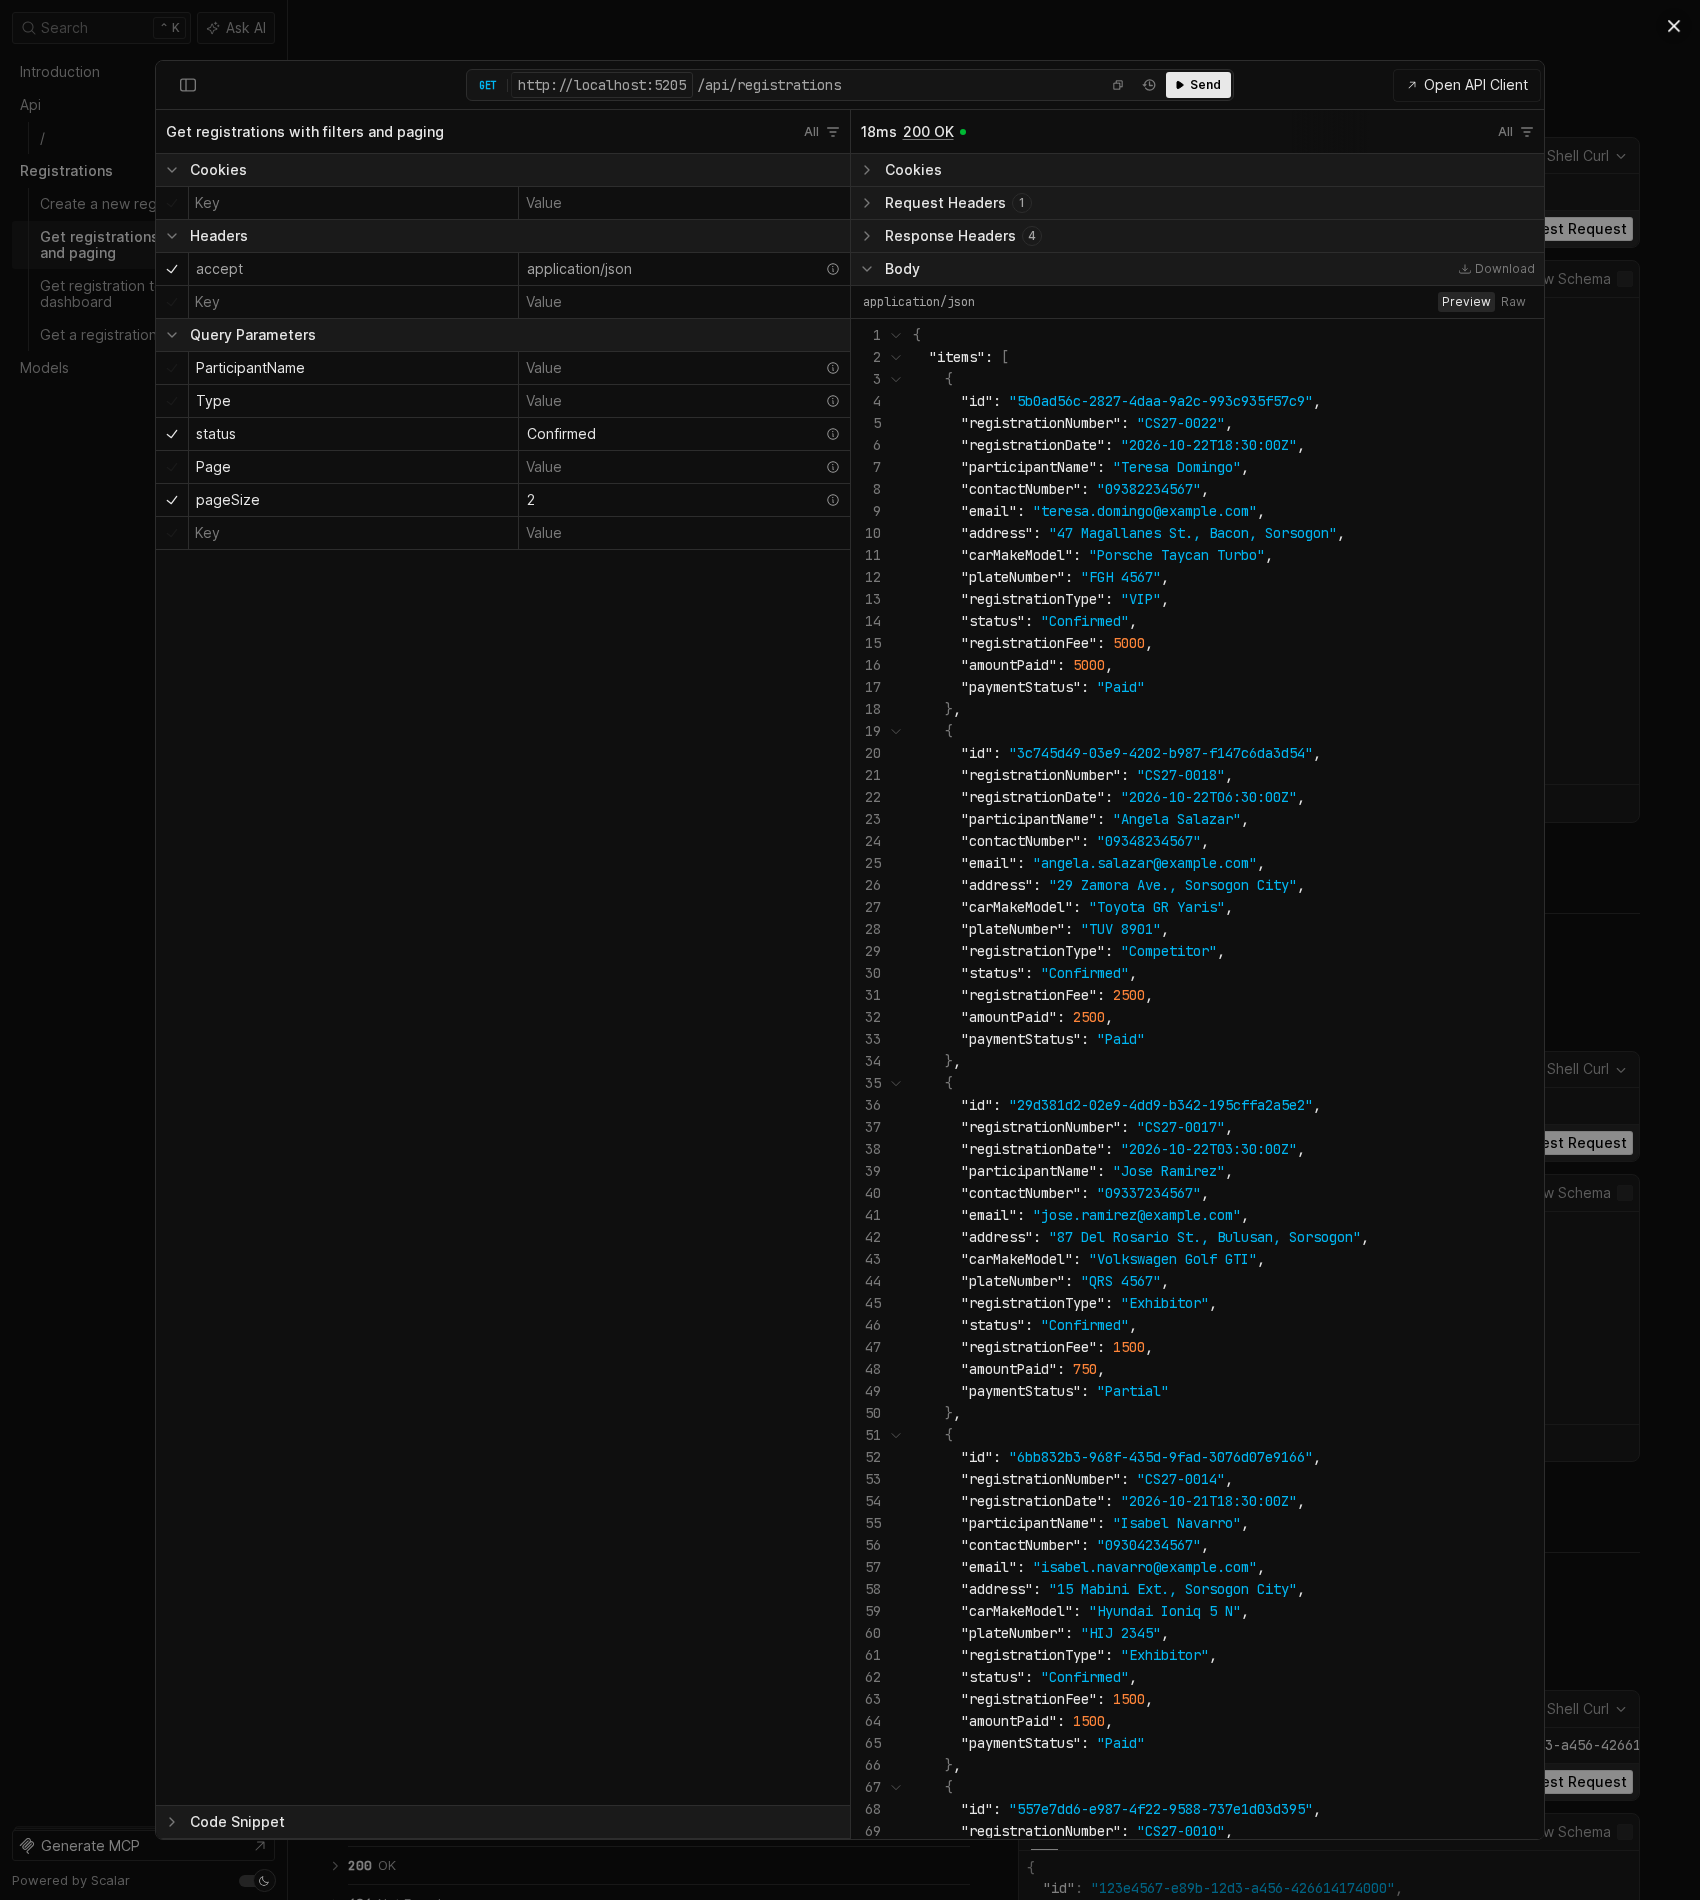 Search
⌃ K
Ask AI
Introduction
Api
/
Registrations
Create a new reg
Get registrations
and paging
Get registration t
dashboard
Get a registration
Models
Generate MCP
Powered by Scalar
GET
http://localhost:5205
/api/registrations
Send
Open API Client
Get registrations with filters and paging
All
Cookies
Key
Value
Headers
accept
application/json
Key
Value
Query Parameters
ParticipantName
Value
Type
Value
status
Confirmed
Page
Value
pageSize
2
Key
Value
Code Snippet
18ms 200 OK
All
Cookies
Request Headers 1
Response Headers 4
Body
Download
application/json
Preview
Raw
1 {
2 "items": [
3 {
4 "id": "5b0ad56c-2827-4daa-9a2c-993c935f57c9",
5 "registrationNumber": "CS27-0022",
6 "registrationDate": "2026-10-22T18:30:00Z",
7 "participantName": "Teresa Domingo",
8 "contactNumber": "09382234567",
9 "email": "teresa.domingo@example.com",
10 "address": "47 Magallanes St., Bacon, Sorsogon",
11 "carMakeModel": "Porsche Taycan Turbo",
12 "plateNumber": "FGH 4567",
13 "registrationType": "VIP",
14 "status": "Confirmed",
15 "registrationFee": 5000,
16 "amountPaid": 5000,
17 "paymentStatus": "Paid"
18 },
19 {
20 "id": "3c745d49-03e9-4202-b987-f147c6da3d54",
21 "registrationNumber": "CS27-0018",
22 "registrationDate": "2026-10-22T06:30:00Z",
23 "participantName": "Angela Salazar",
24 "contactNumber": "09348234567",
25 "email": "angela.salazar@example.com",
26 "address": "29 Zamora Ave., Sorsogon City",
27 "carMakeModel": "Toyota GR Yaris",
28 "plateNumber": "TUV 8901",
29 "registrationType": "Competitor",
30 "status": "Confirmed",
31 "registrationFee": 2500,
32 "amountPaid": 2500,
33 "paymentStatus": "Paid"
34 },
35 {
36 "id": "29d381d2-02e9-4dd9-b342-195cffa2a5e2",
37 "registrationNumber": "CS27-0017",
38 "registrationDate": "2026-10-22T03:30:00Z",
39 "participantName": "Jose Ramirez",
40 "contactNumber": "09337234567",
41 "email": "jose.ramirez@example.com",
42 "address": "87 Del Rosario St., Bulusan, Sorsogon",
43 "carMakeModel": "Volkswagen Golf GTI",
44 "plateNumber": "QRS 4567",
45 "registrationType": "Exhibitor",
46 "status": "Confirmed",
47 "registrationFee": 1500,
48 "amountPaid": 750,
49 "paymentStatus": "Partial"
50 },
51 {
52 "id": "6bb832b3-968f-435d-9fad-3076d07e9166",
53 "registrationNumber": "CS27-0014",
54 "registrationDate": "2026-10-21T18:30:00Z",
55 "participantName": "Isabel Navarro",
56 "contactNumber": "09304234567",
57 "email": "isabel.navarro@example.com",
58 "address": "15 Mabini Ext., Sorsogon City",
59 "carMakeModel": "Hyundai Ioniq 5 N",
60 "plateNumber": "HIJ 2345",
61 "registrationType": "Exhibitor",
62 "status": "Confirmed",
63 "registrationFee": 1500,
64 "amountPaid": 1500,
65 "paymentStatus": "Paid"
66 },
67 {
68 "id": "557e7dd6-e987-4f22-9588-737e1d03d395",
69 "registrationNumber": "CS27-0010",
Shell Curl
est Request
w Schema
Shell Curl
est Request
w Schema
Shell Curl
3-a456-42661
est Request
w Schema
200 OK
{
"id": "123e4567-e89b-12d3-a456-426614174000",